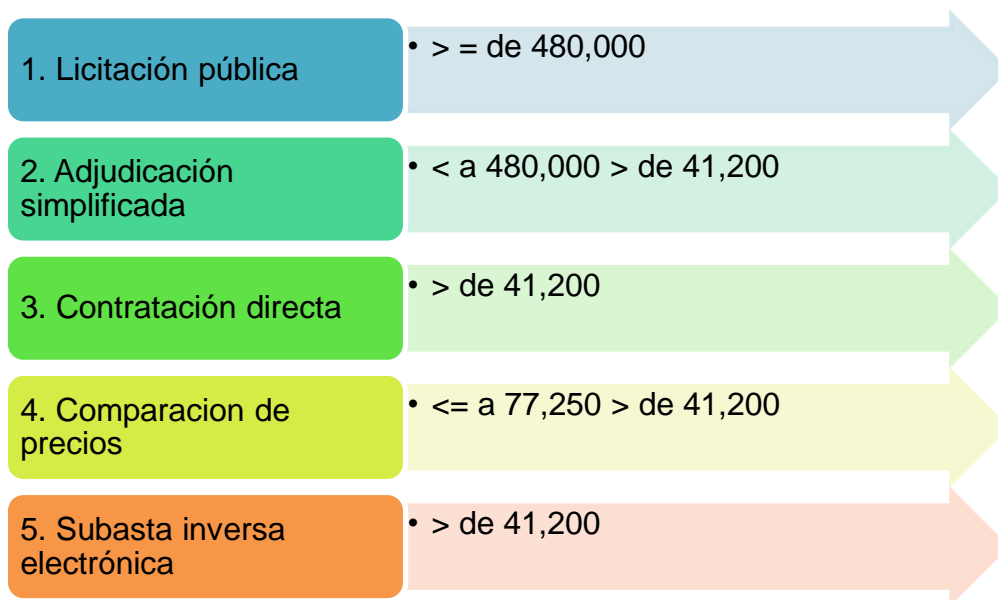 1. Licitación pública
• > = de 480,000
2. Adjudicación
simplificada
• < a 480,000 > de 41,200
3. Contratación directa
• > de 41,200
4. Comparacion de
precios
• <= a 77,250 > de 41,200
5. Subasta inversa
electrónica
• > de 41,200